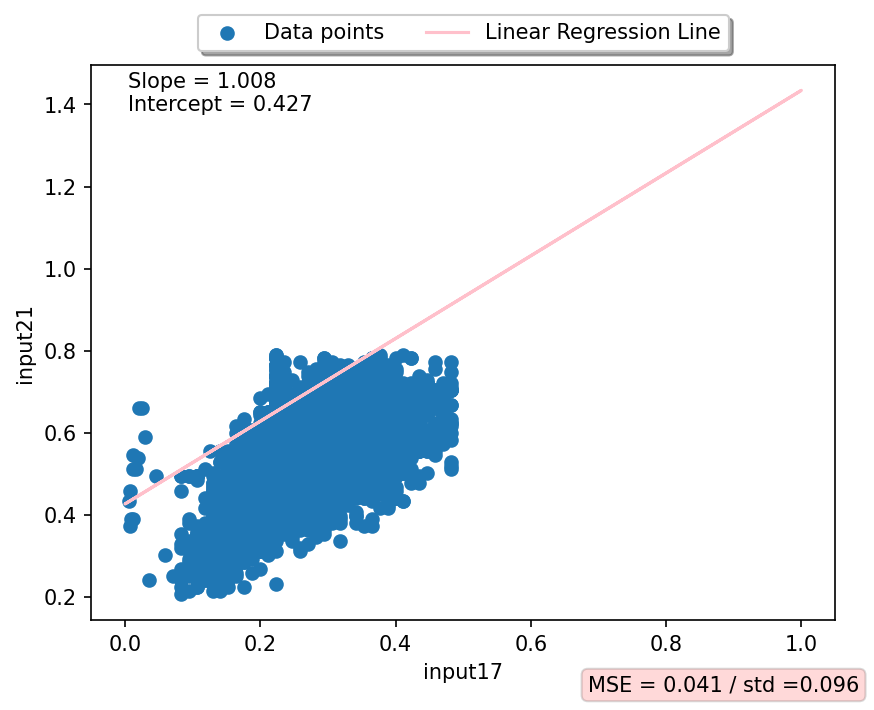 Data points
Linear Regression Line
Slope = 1.008
Intercept = 0.427
1.4
1.2
1.0
0.8
0.6
0.4
0.2
input21
0.0
0.2
0.4
0.6
0.8
1.0
input17
MSE = 0.041 / std =0.096